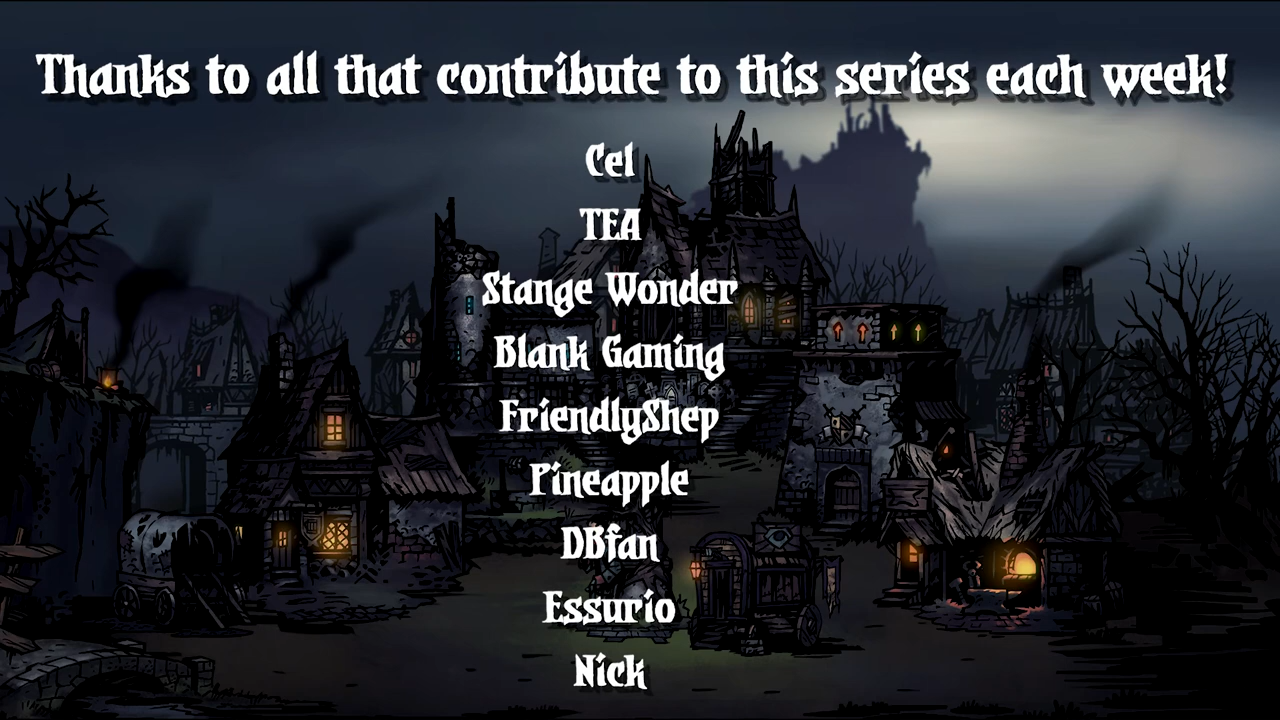 Thanks to all that contribute to this series each week!
Cel
TEA
Stange Wonder
Blank Gaming
FriendlyShep
Pineapple
DBfan
Essurio
Nick